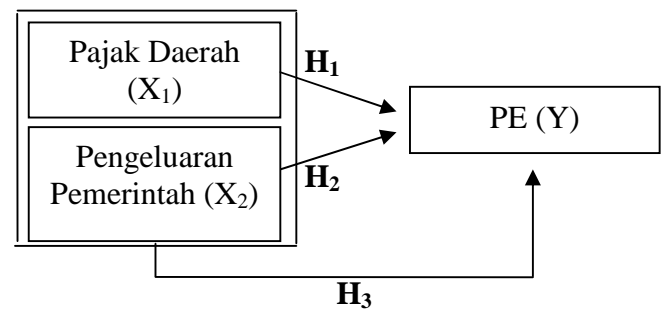 Pajak Daerah
(X₁)
H₁
PE (Y)
Pengeluaran
Pemerintah (X₂)
H₂
H₃